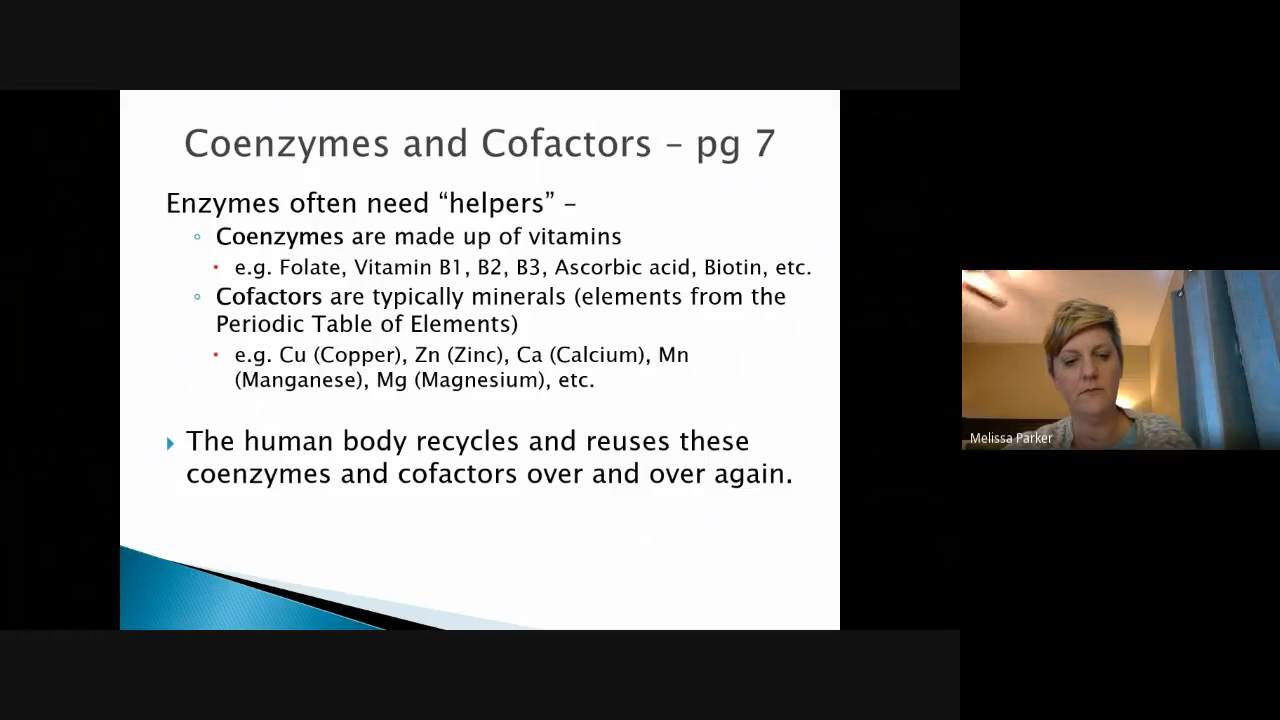 Coenzymes and Cofactors – pg 7
Enzymes often need “helpers” –
Coenzymes are made up of vitamins
e.g. Folate, Vitamin B1, B2, B3, Ascorbic acid, Biotin, etc.
Cofactors are typically minerals (elements from the
Periodic Table of Elements)
e.g. Cu (Copper), Zn (Zinc), Ca (Calcium), Mn
(Manganese), Mg (Magnesium), etc.
The human body recycles and reuses these
coenzymes and cofactors over and over again.
Melissa Parker